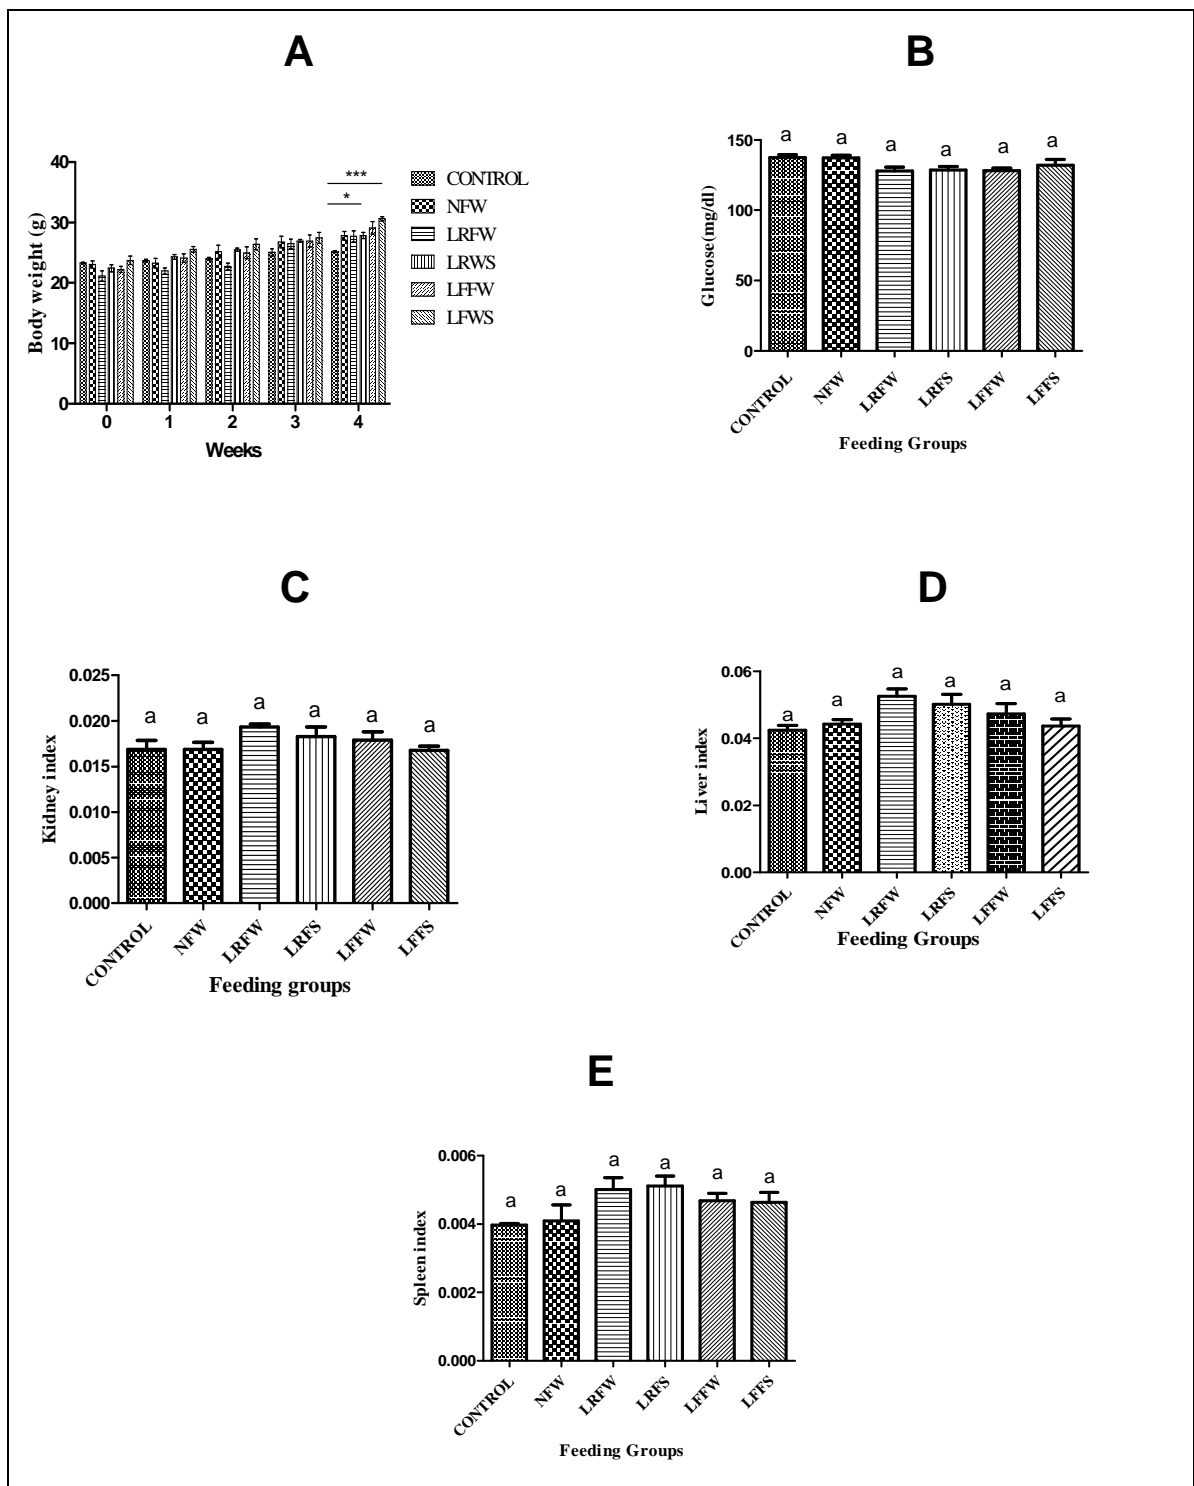 A
Body weight (g)
40
30
20
10
0
***
*
0 1 2 3 4
Weeks
CONTROL
NFW
LRFW
LRWS
LFFW
LFWS
B
Glucose(mg/dl)
150
100
50
0
a a a a a a
CONTROL NFW LRFW LRFS LFFW LFFS
Feeding Groups
C
Kidney index
0.025
0.020
0.015
0.010
0.005
0.000
a a a a a a
CONTROL NFW LRFW LRFS LFFW LFFS
Feeding groups
D
Liver index
0.06
0.04
0.02
0.00
a a a a a a
CONTROL NFW LRFW LRFS LFFW LFFS
Feeding Groups
E
Spleen index
0.006
0.004
0.002
0.000
a a a a a a
CONTROL NFW LRFW LRFS LFFW LFFS
Feeding Groups